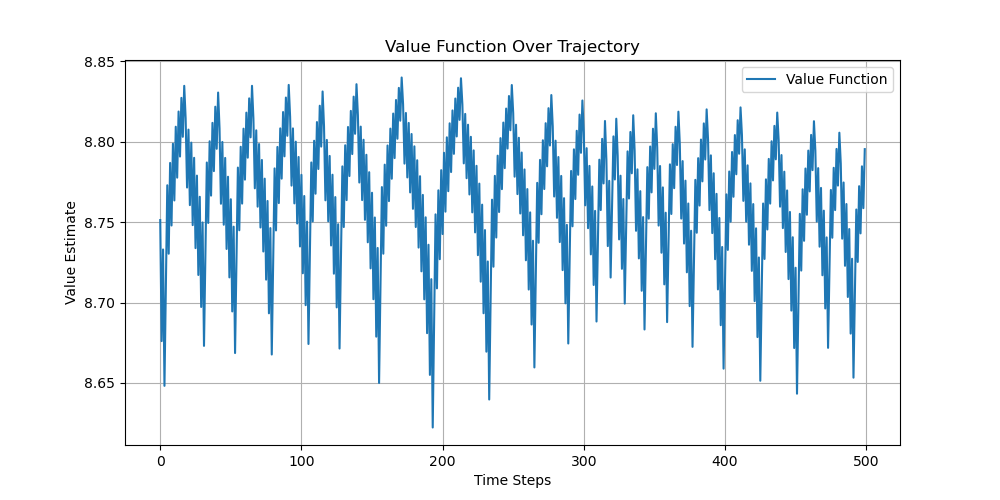 Value Function Over Trajectory
Value Function
8.85
8.80
8.75
8.70
8.65
Value Estimate
0 100 200 300 400 500
Time Steps